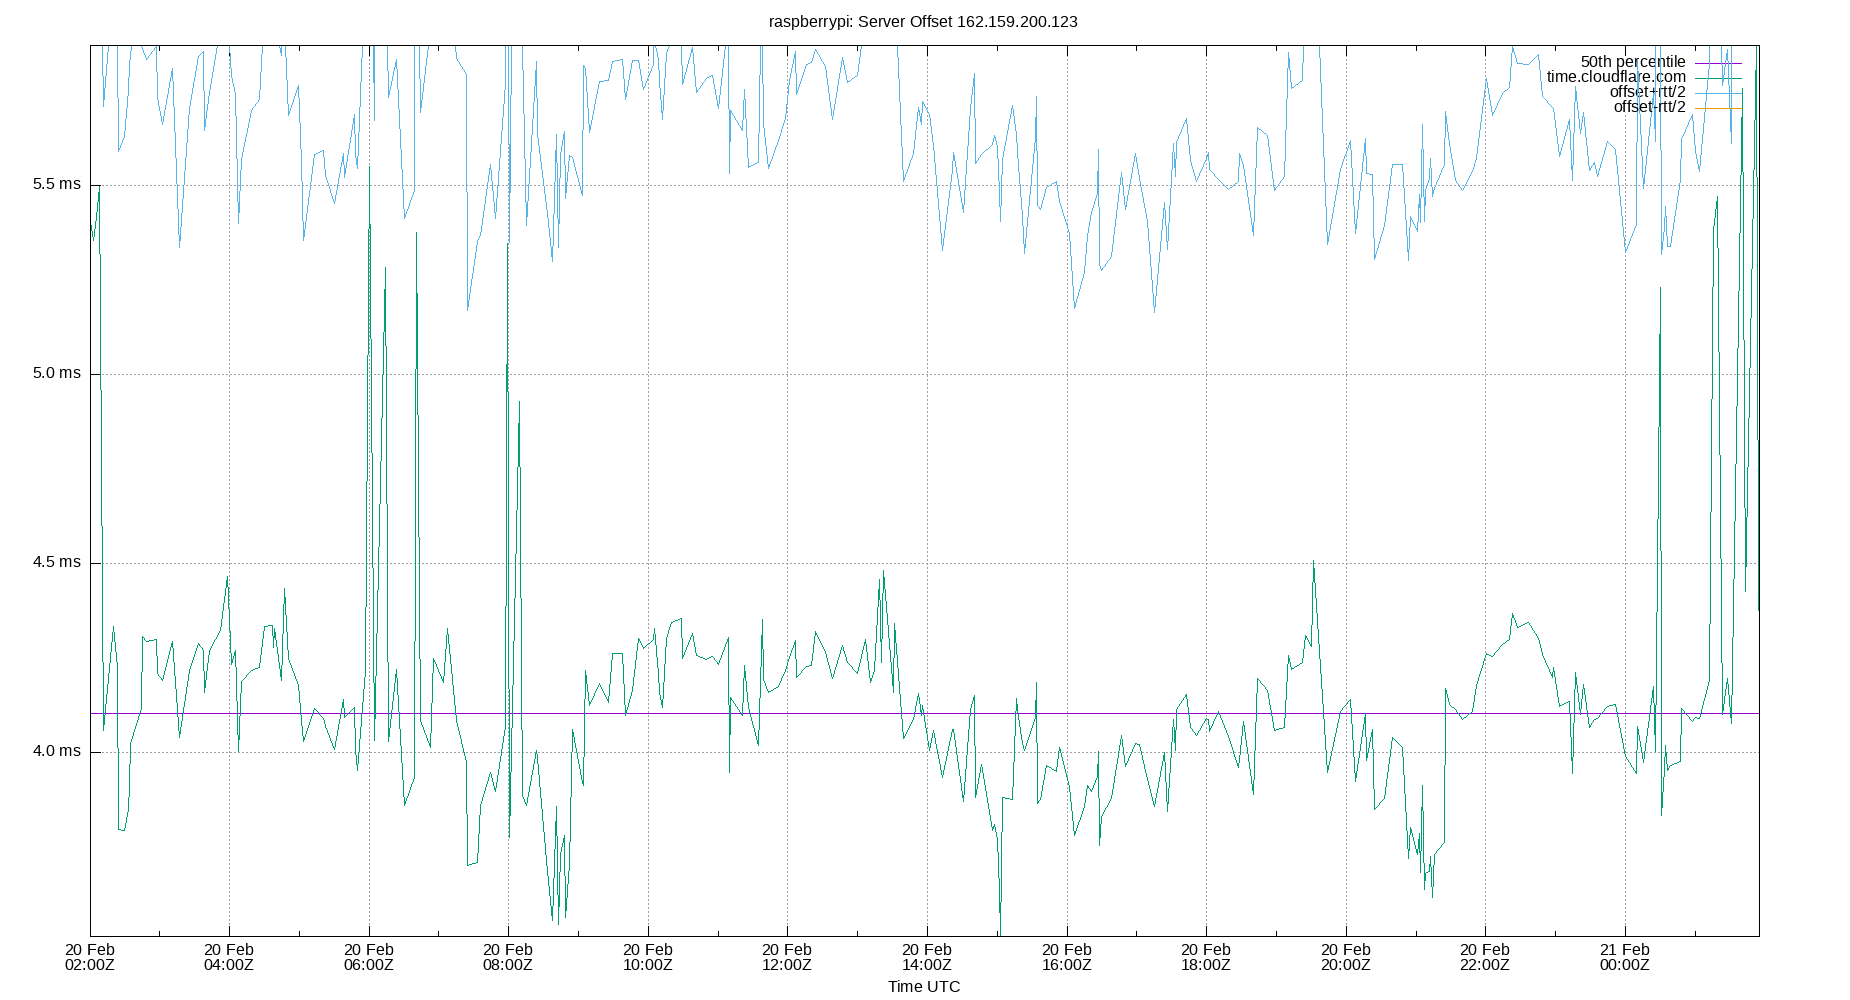 raspberrypi: Server Offset 162.159.200.123
50th percentile
time.cloudflare.com
offset+rtt/2
offset-rtt/2
5.5 ms
5.0 ms
4.5 ms
4.0 ms
20 Feb 20 Feb 20 Feb 20 Feb 20 Feb 20 Feb 20 Feb 20 Feb 20 Feb 20 Feb 20 Feb 21 Feb
02:00Z 04:00Z 06:00Z 08:00Z 10:00Z 12:00Z 14:00Z 16:00Z 18:00Z 20:00Z 22:00Z 00:00Z
Time UTC